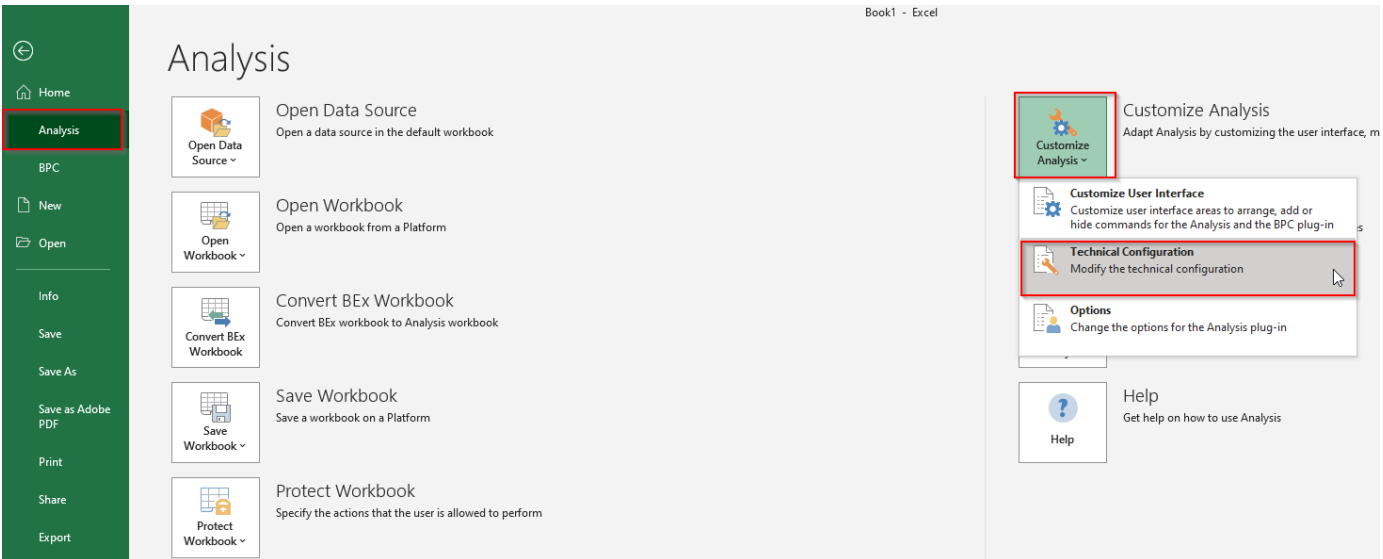 Book1 - Excel
Home
Analysis
BPC
New
Open
Info
Save
Save As
Save as Adobe
PDF
Print
Share
Export
Analysis
Open Data
Source
Open Data Source
Open a data source in the default workbook
Open
Workbook
Open Workbook
Open a workbook from a Platform
Convert BEx
Workbook
Convert BEx Workbook
Convert BEx workbook to Analysis workbook
Save
Workbook
Save Workbook
Save a workbook on a Platform
Protect
Workbook
Protect Workbook
Specify the actions that the user is allowed to perform
Customize
Analysis
Customize Analysis
Adapt Analysis by customizing the user interface, m
Customize User Interface
Customize user interface areas to arrange, add or
hide commands for the Analysis and the BPC plug-in
Technical Configuration
Modify the technical configuration
Options
Change the options for the Analysis plug-in
Help
Help
Get help on how to use Analysis